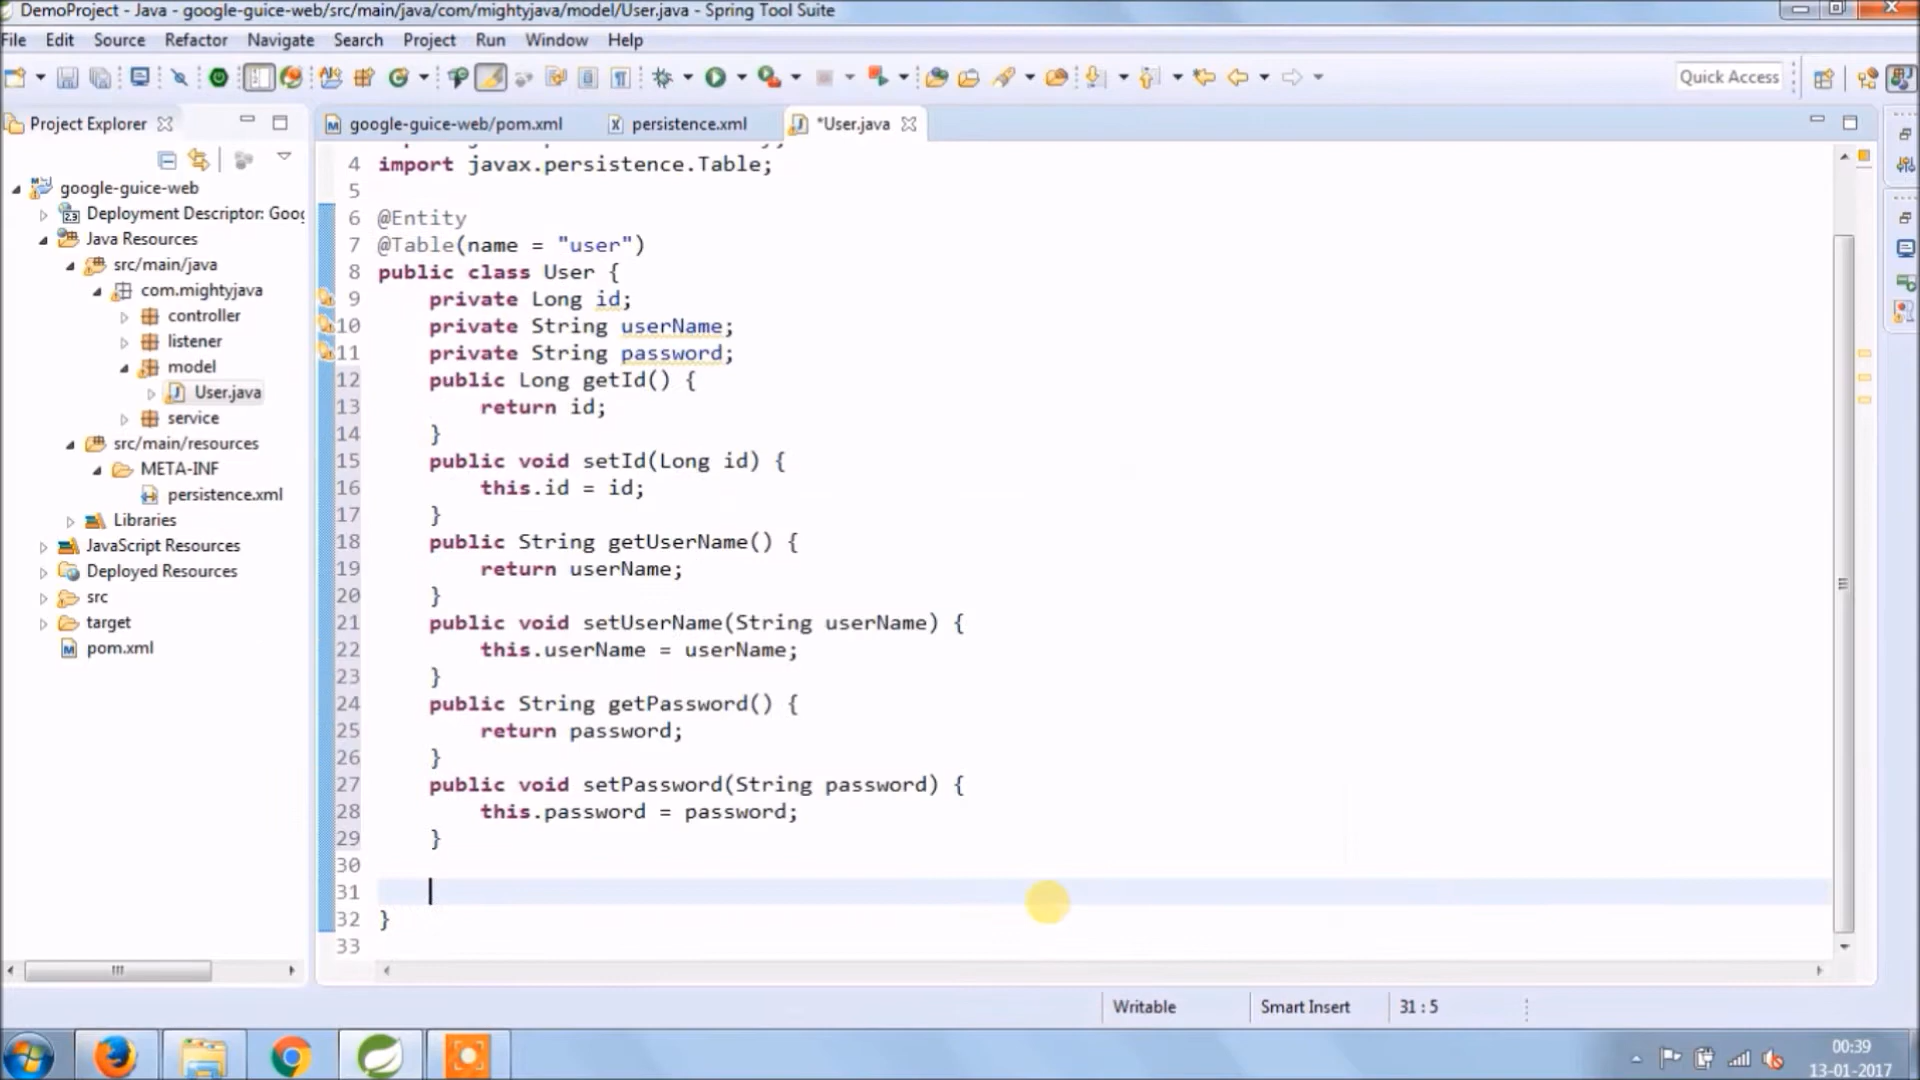 DemoProject - Java - google-guice-web/src/main/java/com/mightyjava/model/User.java - Spring Tool Suite
File Edit Source Refactor Navigate Search Project Run Window Help
Quick Access
Project Explorer
google-guice-web/pom.xml
persistence.xml
*User.java
google-guice-web
Deployment Descriptor: Goog
Java Resources
src/main/java
com.mightyjava
controller
listener
model
User.java
service
src/main/resources
META-INF
persistence.xml
Libraries
JavaScript Resources
Deployed Resources
src
target
pom.xml
4 import javax.persistence.Table;
5
6 @Entity
7 @Table(name = "user")
8 public class User {
9 private Long id;
10 private String userName;
11 private String password;
12 public Long getId() {
13 return id;
14 }
15 public void setId(Long id) {
16 this.id = id;
17 }
18 public String getUserName() {
19 return userName;
20 }
21 public void setUserName(String userName) {
22 this.userName = userName;
23 }
24 public String getPassword() {
25 return password;
26 }
27 public void setPassword(String password) {
28 this.password = password;
29 }
30
31
32 }
33
Writable
Smart Insert
31 : 5
00:39
13-01-2017